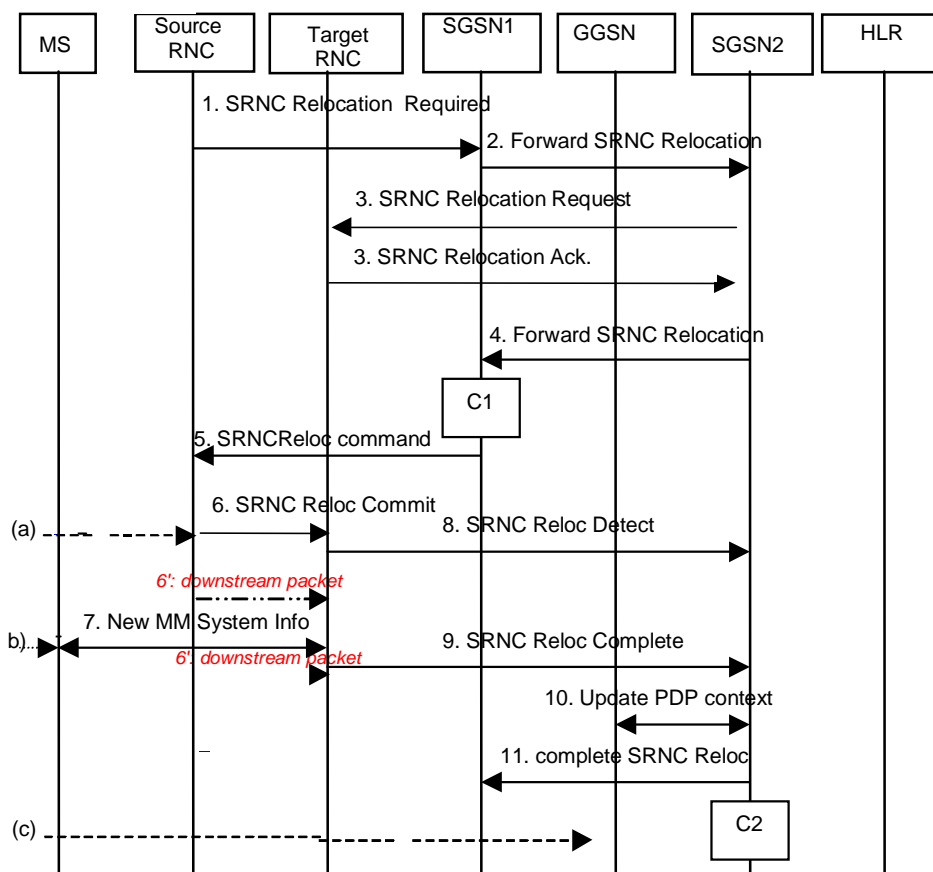 MS
Source
RNC
Target
RNC
SGSN1
GGSN
SGSN2
HLR
1. SRNC Relocation Required
2. Forward SRNC Relocation
3. SRNC Relocation Request
3. SRNC Relocation Ack.
4. Forward SRNC Relocation
C1
5. SRNCReloc command
6. SRNC Reloc Commit
(a)
8. SRNC Reloc Detect
6': downstream packet
7. New MM System Info
b)....
9. SRNC Reloc Complete
6': downstream packet
10. Update PDP context
11. complete SRNC Reloc
C2
(c)